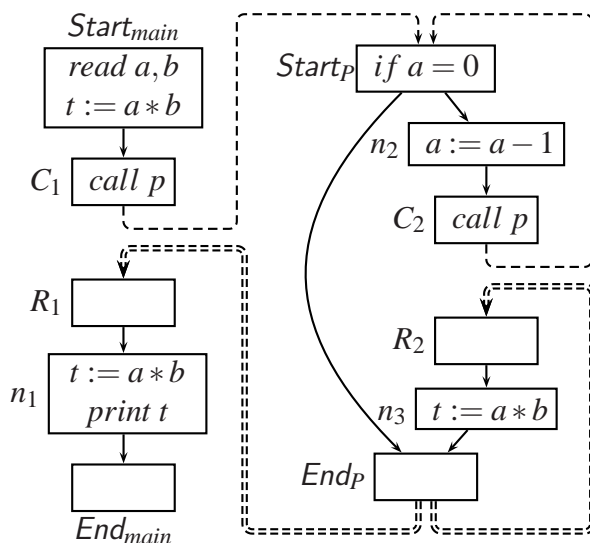 Start_main
read a, b
t := a ∗ b
C_1
call p
R_1
n_1
t := a ∗ b
print t
End_main
Start_P
if a = 0
n_2
a := a − 1
C_2
call p
R_2
n_3
t := a ∗ b
End_P